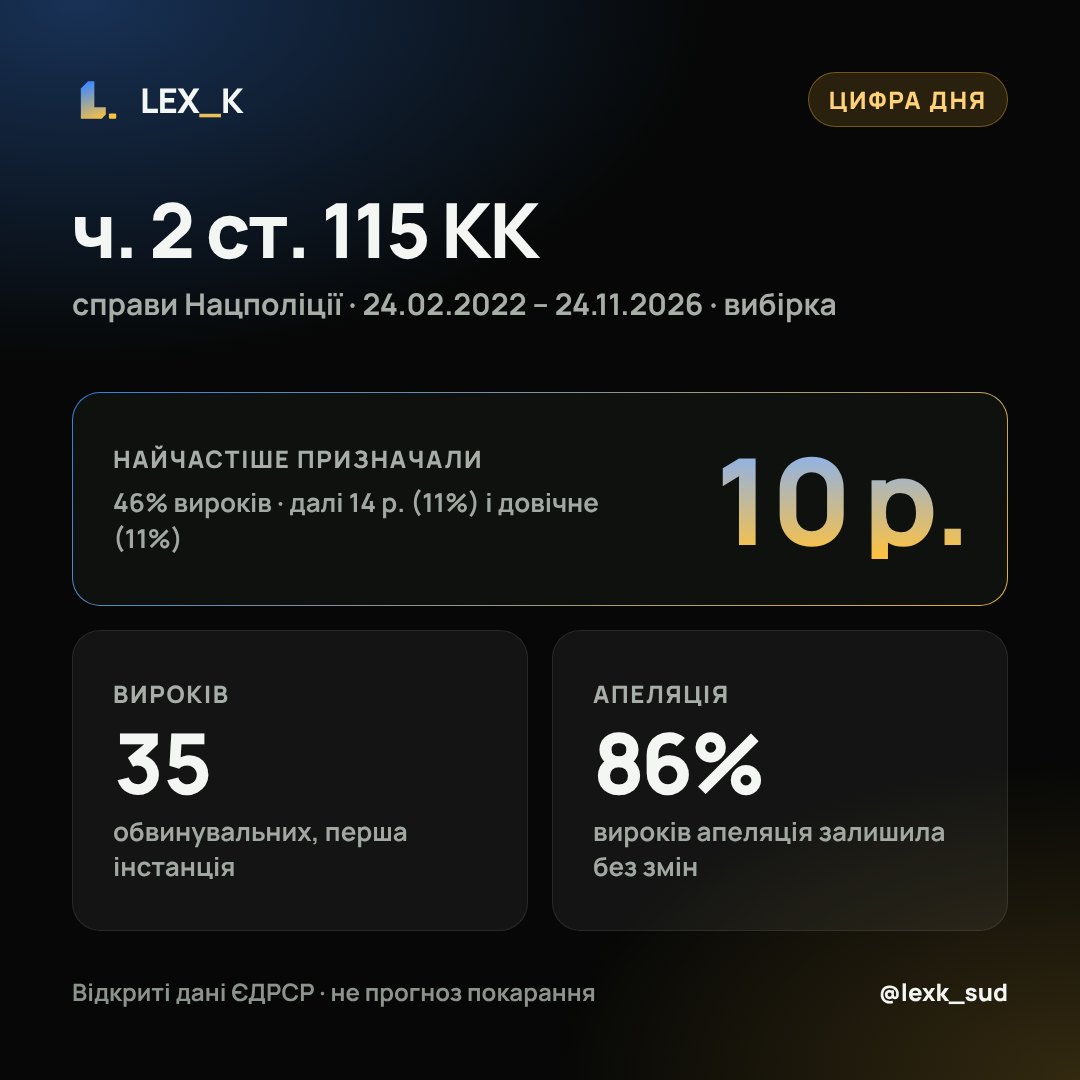 LEX_K
ЦИФРА ДНЯ
ч. 2 ст. 115 КК
справи Нацполіції · 24.02.2022 – 24.11.2026 · вибірка
НАЙЧАСТІШЕ ПРИЗНАЧАЛИ
46% вироків · далі 14 р. (11%) і довічне
(11%)
10 р.
ВИРОКІВ
35
обвинувальних, перша
інстанція
АПЕЛЯЦІЯ
86%
вироків апеляція залишила
без змін
Відкриті дані ЄДРСР · не прогноз покарання
@lexk_sud